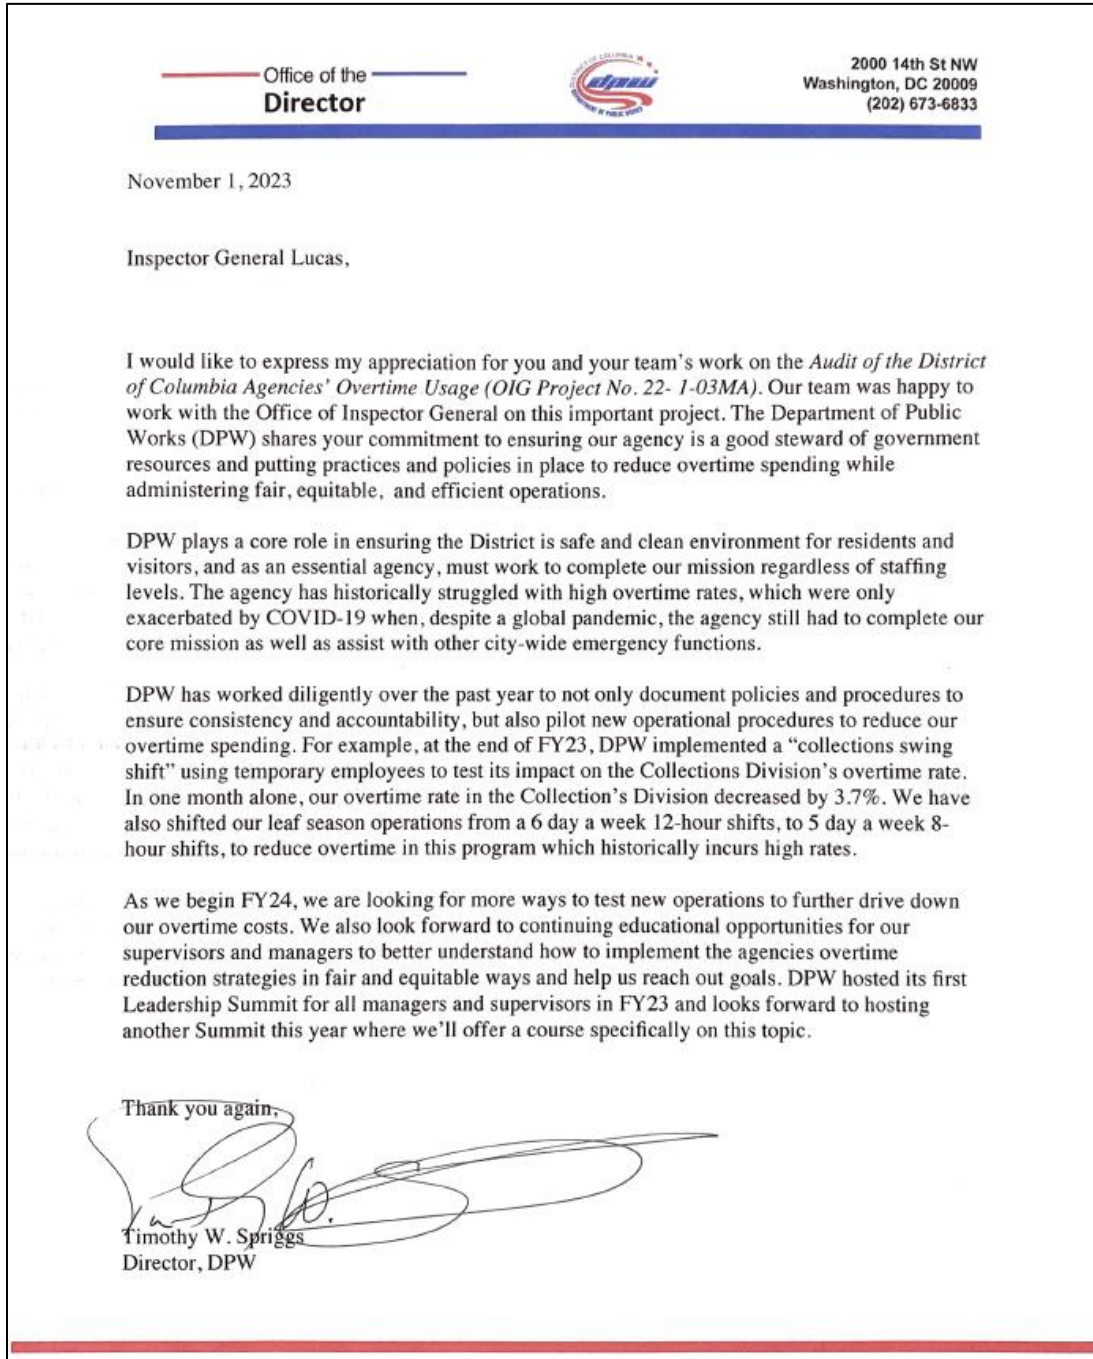 Office of the
Director
DISTRICT OF COLUMBIA
dpw
DEPARTMENT OF PUBLIC WORKS
2000 14th St NW
Washington, DC 20009
(202) 673-6833
November 1, 2023
Inspector General Lucas,
I would like to express my appreciation for you and your team's work on the Audit of the District
of Columbia Agencies' Overtime Usage (OIG Project No. 22- 1-03MA). Our team was happy to
work with the Office of Inspector General on this important project. The Department of Public
Works (DPW) shares your commitment to ensuring our agency is a good steward of government
resources and putting practices and policies in place to reduce overtime spending while
administering fair, equitable, and efficient operations.
DPW plays a core role in ensuring the District is safe and clean environment for residents and
visitors, and as an essential agency, must work to complete our mission regardless of staffing
levels. The agency has historically struggled with high overtime rates, which were only
exacerbated by COVID-19 when, despite a global pandemic, the agency still had to complete our
core mission as well as assist with other city-wide emergency functions.
DPW has worked diligently over the past year to not only document policies and procedures to
ensure consistency and accountability, but also pilot new operational procedures to reduce our
overtime spending. For example, at the end of FY23, DPW implemented a “collections swing
shift” using temporary employees to test its impact on the Collections Division's overtime rate.
In one month alone, our overtime rate in the Collection's Division decreased by 3.7%. We have
also shifted our leaf season operations from a 6 day a week 12-hour shifts, to 5 day a week 8-
hour shifts, to reduce overtime in this program which historically incurs high rates.
As we begin FY24, we are looking for more ways to test new operations to further drive down
our overtime costs. We also look forward to continuing educational opportunities for our
supervisors and managers to better understand how to implement the agencies overtime
reduction strategies in fair and equitable ways and help us reach out goals. DPW hosted its first
Leadership Summit for all managers and supervisors in FY23 and looks forward to hosting
another Summit this year where we'll offer a course specifically on this topic.
Thank you again,
Timothy W. Spriggs
Director, DPW